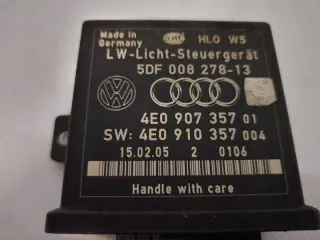 Made in HELLA HLO W5
Germany
LW-Licht-Steuergerät
5DF 008 278-13
4E0 907 357 01
SW: 4E0 910 357 004
15.02.05 2 0106
Handle with care